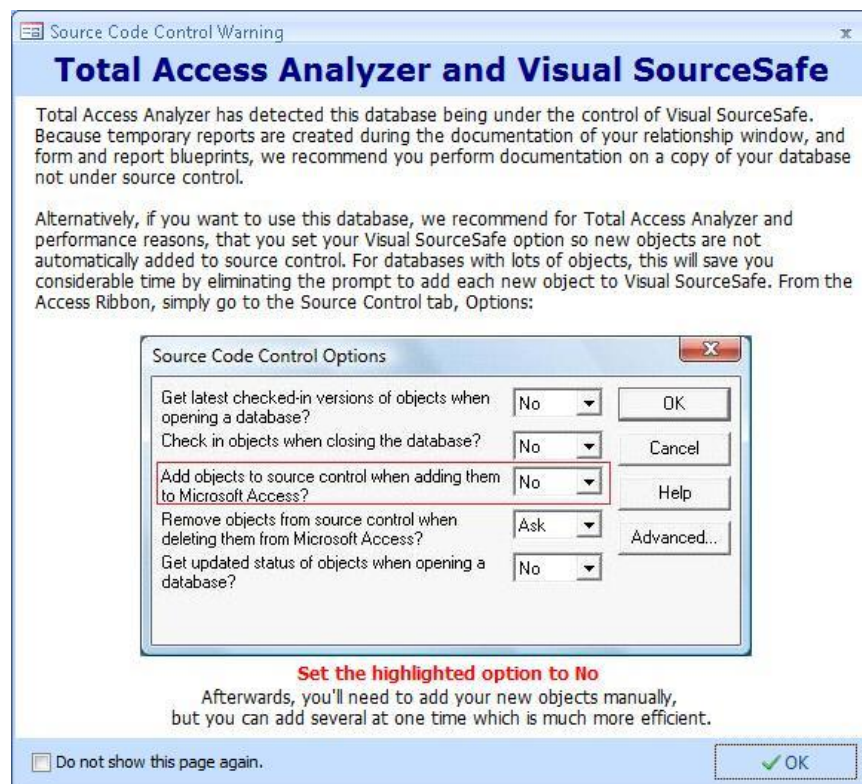 Source Code Control Warning
x
Total Access Analyzer and Visual SourceSafe
Total Access Analyzer has detected this database being under the control of Visual SourceSafe.
Because temporary reports are created during the documentation of your relationship window, and
form and report blueprints, we recommend you perform documentation on a copy of your database
not under source control.
Alternatively, if you want to use this database, we recommend for Total Access Analyzer and
performance reasons, that you set your Visual SourceSafe option so new objects are not
automatically added to source control. For databases with lots of objects, this will save you
considerable time by eliminating the prompt to add each new object to Visual SourceSafe. From the
Access Ribbon, simply go to the Source Control tab, Options:
Source Code Control Options
Get latest checked-in versions of objects when
opening a database?
No
OK
Check in objects when closing the database?
No
Cancel
Add objects to source control when adding them
to Microsoft Access?
No
Help
Remove objects from source control when
deleting them from Microsoft Access?
Ask
Advanced...
Get updated status of objects when opening a
database?
No
Set the highlighted option to No
Afterwards, you'll need to add your new objects manually,
but you can add several at one time which is much more efficient.
Do not show this page again.
OK